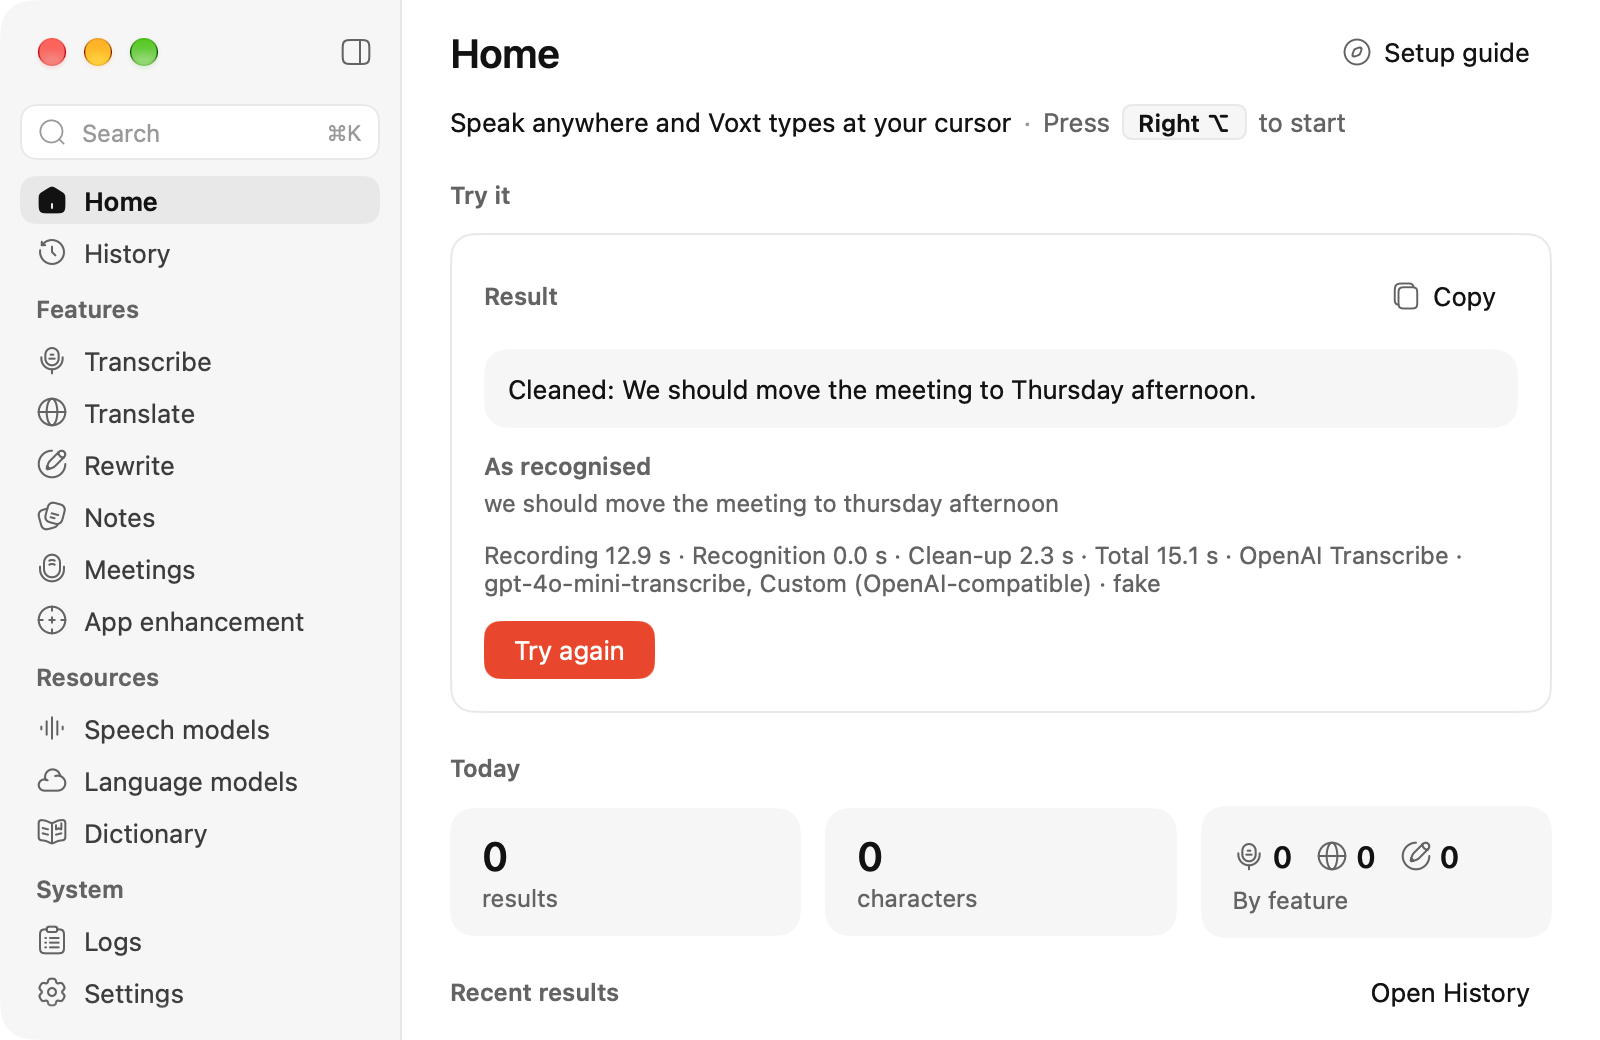 Search ⌘K
Home
History
Features
Transcribe
Translate
Rewrite
Notes
Meetings
App enhancement
Resources
Speech models
Language models
Dictionary
System
Logs
Settings
Home
Setup guide
Speak anywhere and Voxt types at your cursor · Press Right ⌥ to start
Try it
Result
Copy
Cleaned: We should move the meeting to Thursday afternoon.
As recognised
we should move the meeting to thursday afternoon
Recording 12.9 s · Recognition 0.0 s · Clean-up 2.3 s · Total 15.1 s · OpenAI Transcribe ·
gpt-4o-mini-transcribe, Custom (OpenAI-compatible) · fake
Try again
Today
0
results
0
characters
0 0 0
By feature
Recent results
Open History